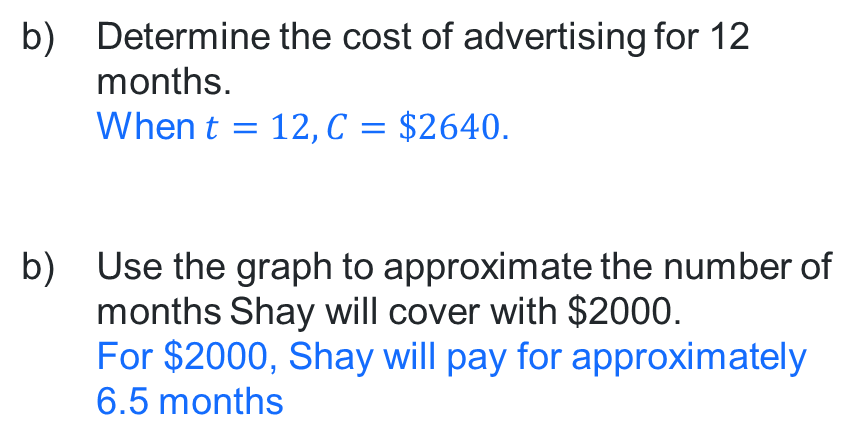 b) Determine the cost of advertising for 12
months.
When t = 12, C = $2640.
b) Use the graph to approximate the number of
months Shay will cover with $2000.
For $2000, Shay will pay for approximately
6.5 months